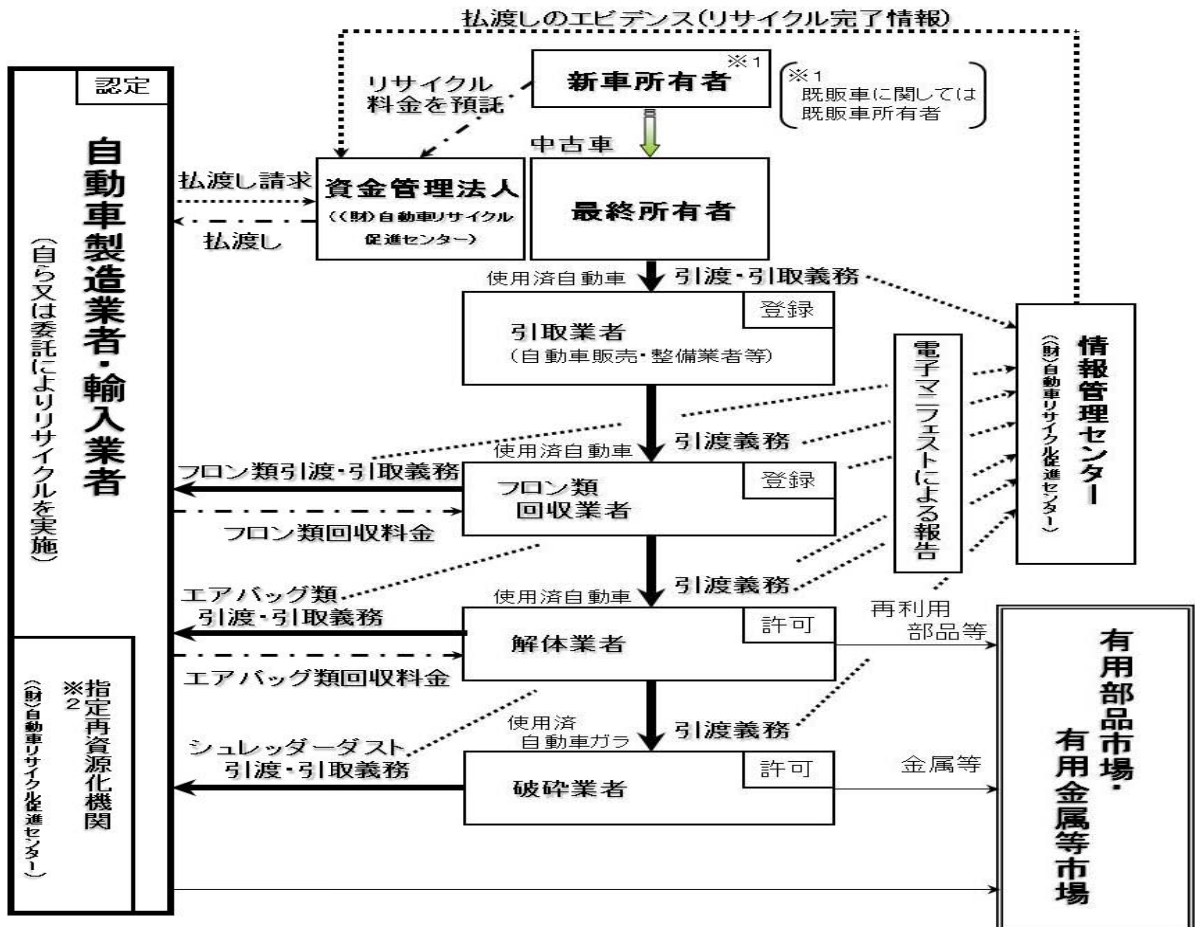 払渡しのエビデンス(リサイクル完了情報)
認定
自動車製造業者・輸入業者
(自ら又は委託によりリサイクルを実施)
リサイクル
料金を預託
新車所有者
※1
※1
既販車に関しては
既販車所有者
中古車
払渡し請求
払渡し
資金管理法人
((財)自動車リサイクル
促進センター)
最終所有者
使用済自動車
引渡・引取義務
引取業者
(自動車販売・整備業者等)
登録
電子マニフェストによる報告
情報管理センター
((財)自動車リサイクル促進センター)
使用済自動車
引渡義務
フロン類引渡・引取義務
フロン類
回収業者
登録
フロン類回収料金
エアバッグ類
引渡・引取義務
使用済自動車
引渡義務
解体業者
許可
再利用
部品等
エアバッグ類回収料金
使用済
自動車ガラ
引渡義務
シュレッダーダスト
引渡・引取義務
破砕業者
許可
金属等
有用部品市場・
有用金属等市場
指定再資源化機関
※2
((財)自動車リサイクル促進センター)